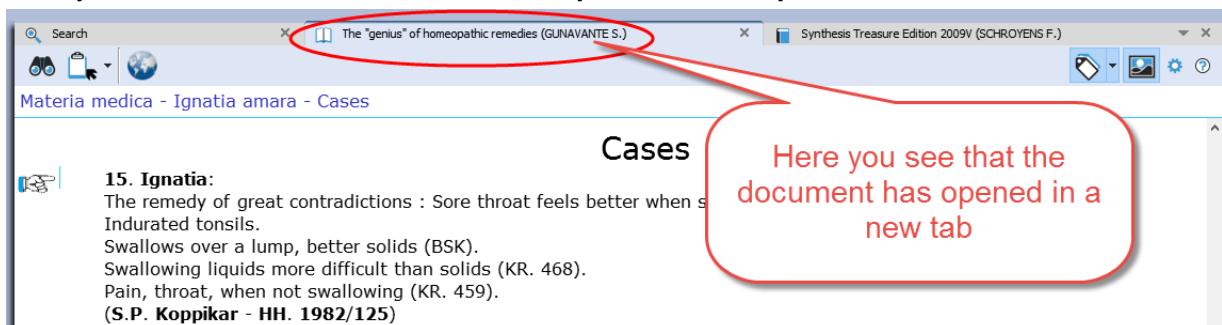 Search
The "genius" of homeopathic remedies (GUNAVANTE S.)
Synthesis Treasure Edition 2009V (SCHROYENS F.)
Materia medica - Ignatia amara - Cases
Cases
15. Ignatia:
The remedy of great contradictions : Sore throat feels better when s
Indurated tonsils.
Swallows over a lump, better solids (BSK).
Swallowing liquids more difficult than solids (KR. 468).
Pain, throat, when not swallowing (KR. 459).
(S.P. Koppikar - HH. 1982/125)
Here you see that the
document has opened in a
new tab